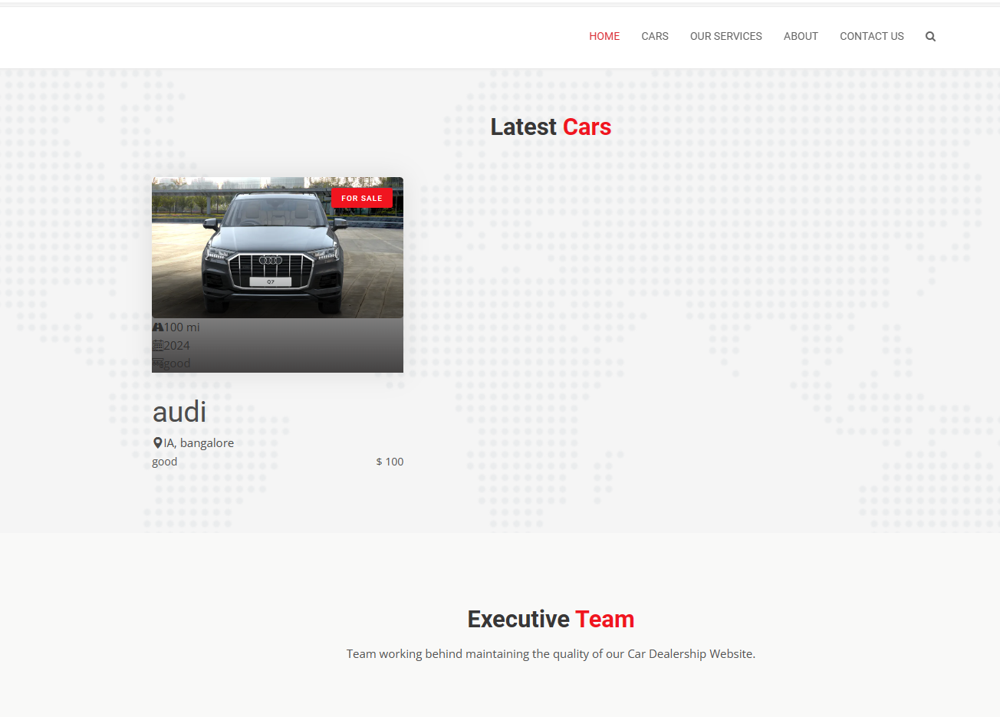 HOME CARS OUR SERVICES ABOUT CONTACT US
Latest Cars
FOR SALE
Q7
100 mi
2024
good
audi
IA, bangalore
good $ 100
Executive Team
Team working behind maintaining the quality of our Car Dealership Website.